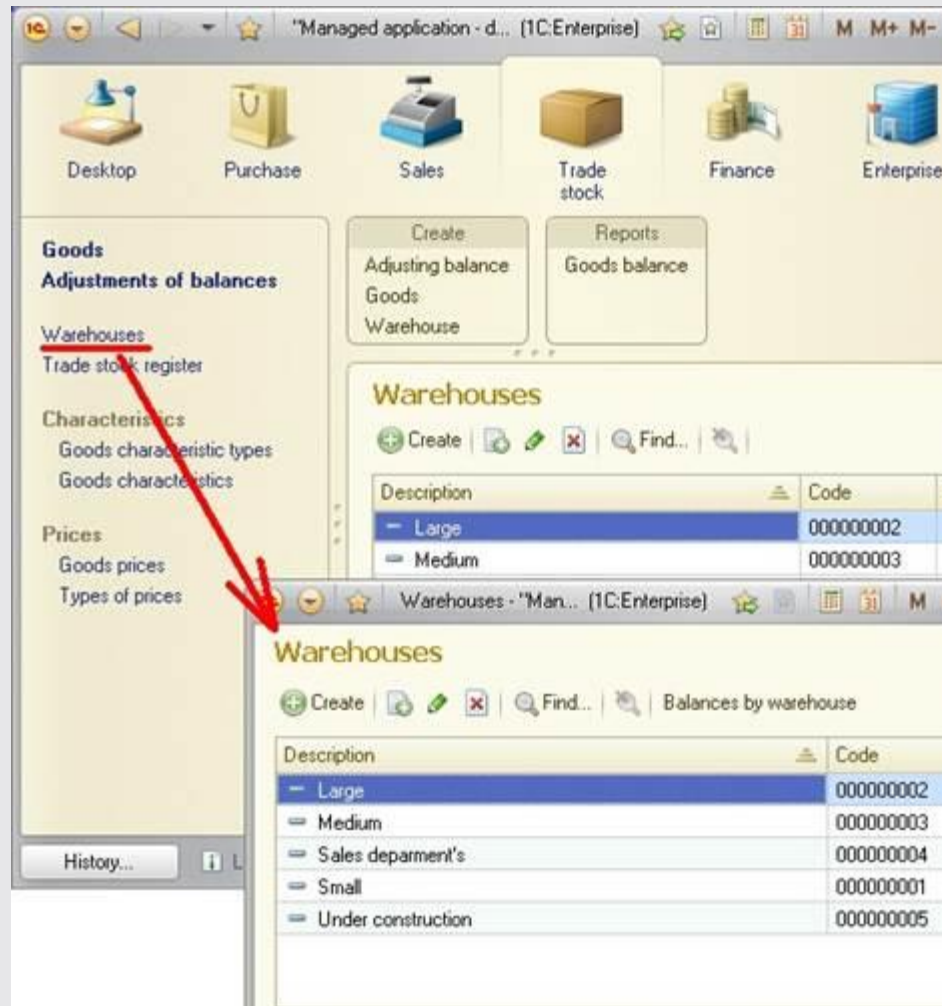 1C "Managed application - d... (1C:Enterprise) 31 M M+ M-
Desktop Purchase Sales Trade stock Finance Enterprise
Goods
Adjustments of balances
Warehouses
Trade stock register
Characteristics
Goods characteristic types
Goods characteristics
Prices
Goods prices
Types of prices
Create
Adjusting balance
Goods
Warehouse
Reports
Goods balance
Warehouses
Create Find...
Description Code
Large 000000002
Medium 000000003
History...
Warehouses - "Man... (1C:Enterprise) 31 M
Warehouses
Create Find... Balances by warehouse
Description Code
Large 000000002
Medium 000000003
Sales deparment's 000000004
Small 000000001
Under construction 000000005